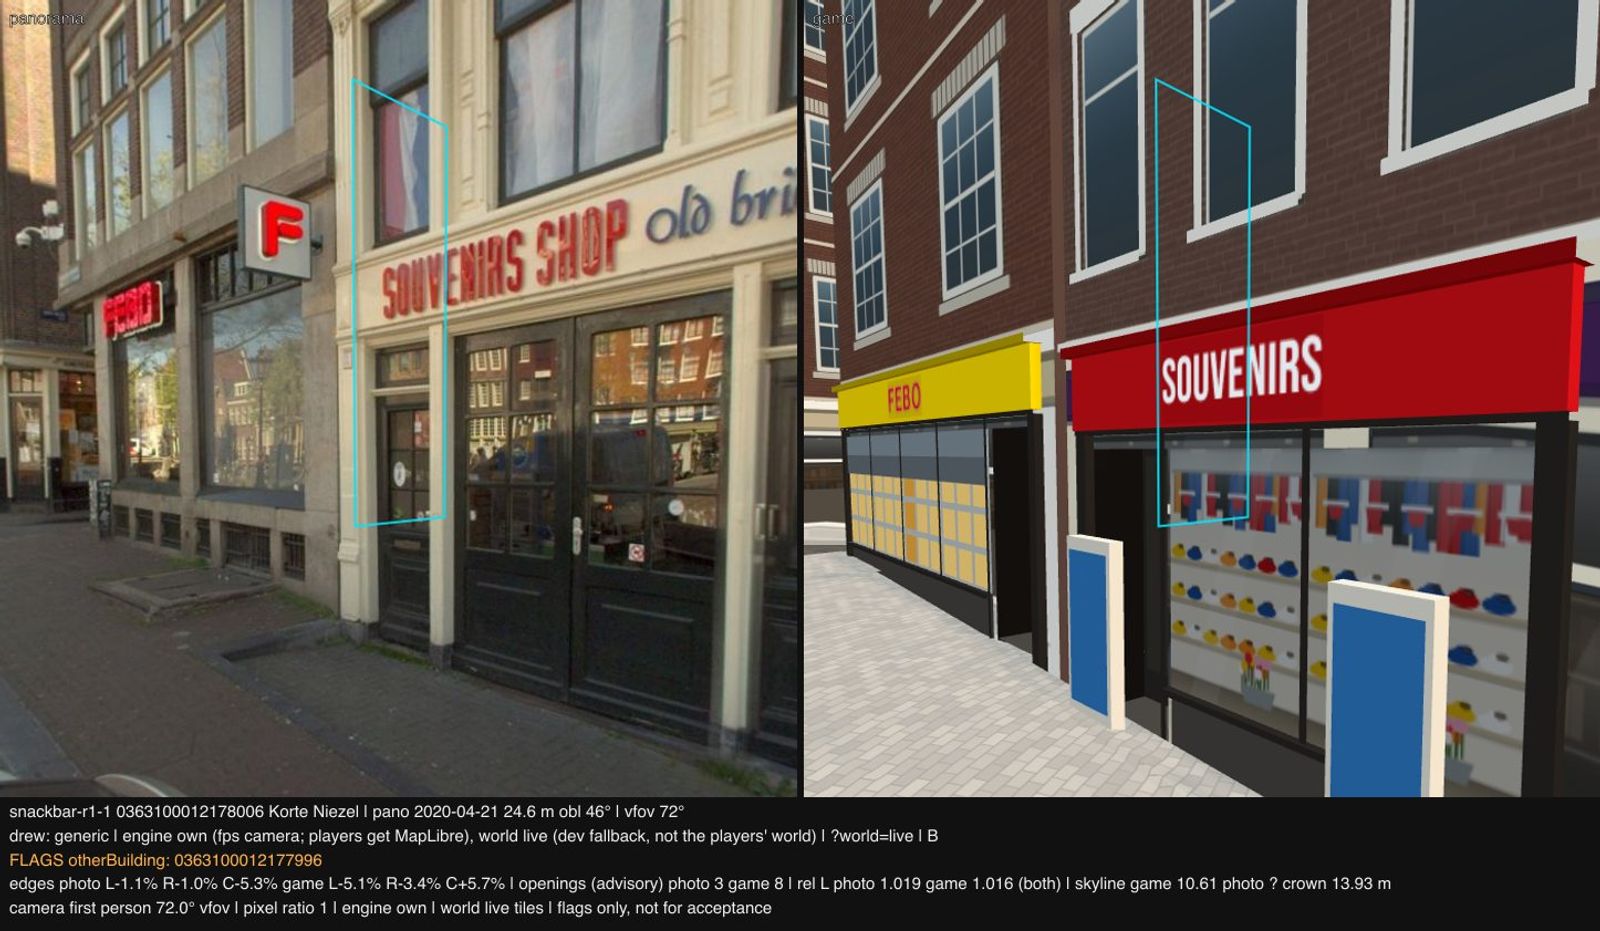 panorama
game
F
FEBO
SOUVENIRS SHOP old bri
FEBO
SOUVENIRS
snackbar-r1-1 0363100012178006 Korte Niezel | pano 2020-04-21 24.6 m obl 46° | vfov 72°
drew: generic | engine own (fps camera; players get MapLibre), world live (dev fallback, not the players' world) | ?world=live | B
FLAGS otherBuilding: 0363100012177996
edges photo L-1.1% R-1.0% C-5.3% game L-5.1% R-3.4% C+5.7% | openings (advisory) photo 3 game 8 | rel L photo 1.019 game 1.016 (both) | skyline game 10.61 photo ? crown 13.93 m
camera first person 72.0° vfov | pixel ratio 1 | engine own | world live tiles | flags only, not for acceptance